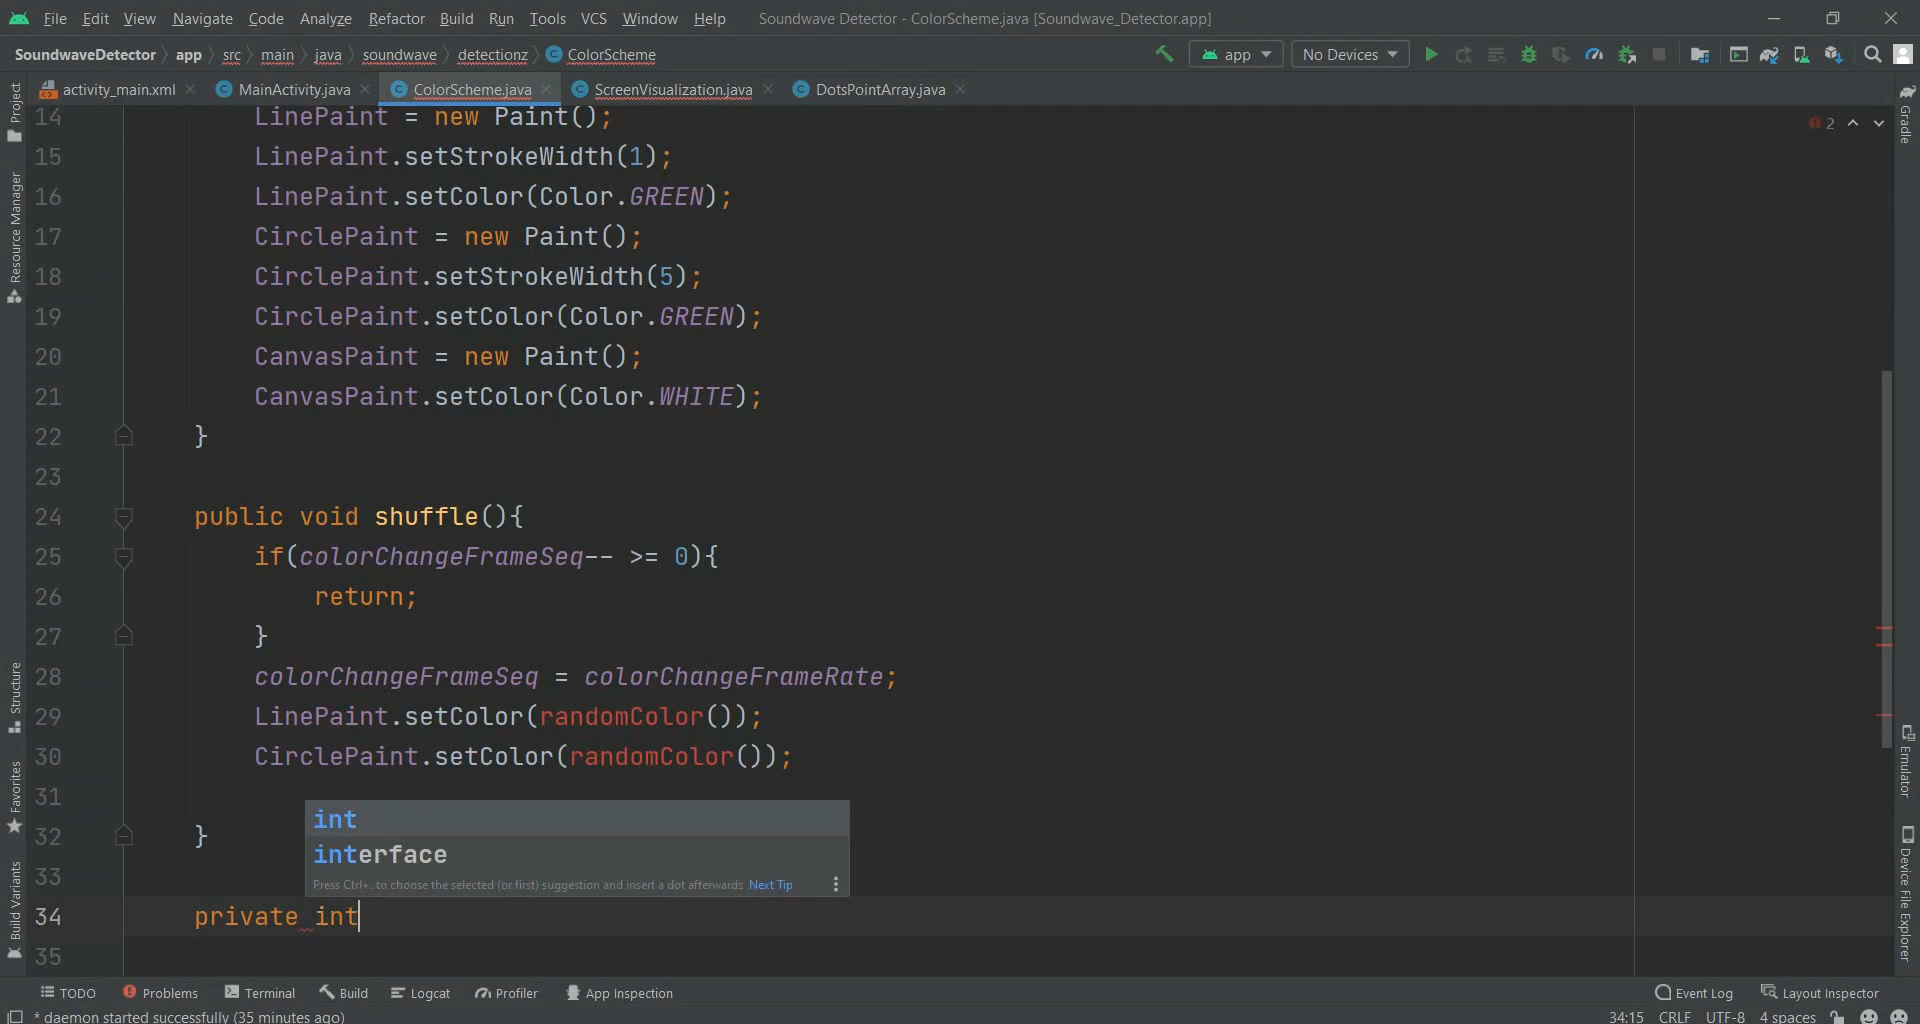 File Edit View Navigate Code Analyze Refactor Build Run Tools VCS Window Help Soundwave Detector - ColorScheme.java [Soundwave_Detector.app]
SoundwaveDetector app src main java soundwave detectionz ColorScheme app No Devices
activity_main.xml MainActivity.java ColorScheme.java ScreenVisualization.java DotsPointArray.java
Project
Resource Manager
Structure
Favorites
Build Variants
14 LinePaint = new Paint();
15 LinePaint.setStrokeWidth(1);
16 LinePaint.setColor(Color.GREEN);
17 CirclePaint = new Paint();
18 CirclePaint.setStrokeWidth(5);
19 CirclePaint.setColor(Color.GREEN);
20 CanvasPaint = new Paint();
21 CanvasPaint.setColor(Color.WHITE);
22 }
23
24 public void shuffle(){
25 if(colorChangeFrameSeq-- >= 0){
26 return;
27 }
28 colorChangeFrameSeq = colorChangeFrameRate;
29 LinePaint.setColor(randomColor());
30 CirclePaint.setColor(randomColor());
31
32 }
33
34 private int
35
int
interface
Press Ctrl+. to choose the selected (or first) suggestion and insert a dot afterwards Next Tip
2
Gradle
Emulator
Device File Explorer
TODO Problems Terminal Build Logcat Profiler App Inspection Event Log Layout Inspector
* daemon started successfully (35 minutes ago) 34:15 CRLF UTF-8 4 spaces